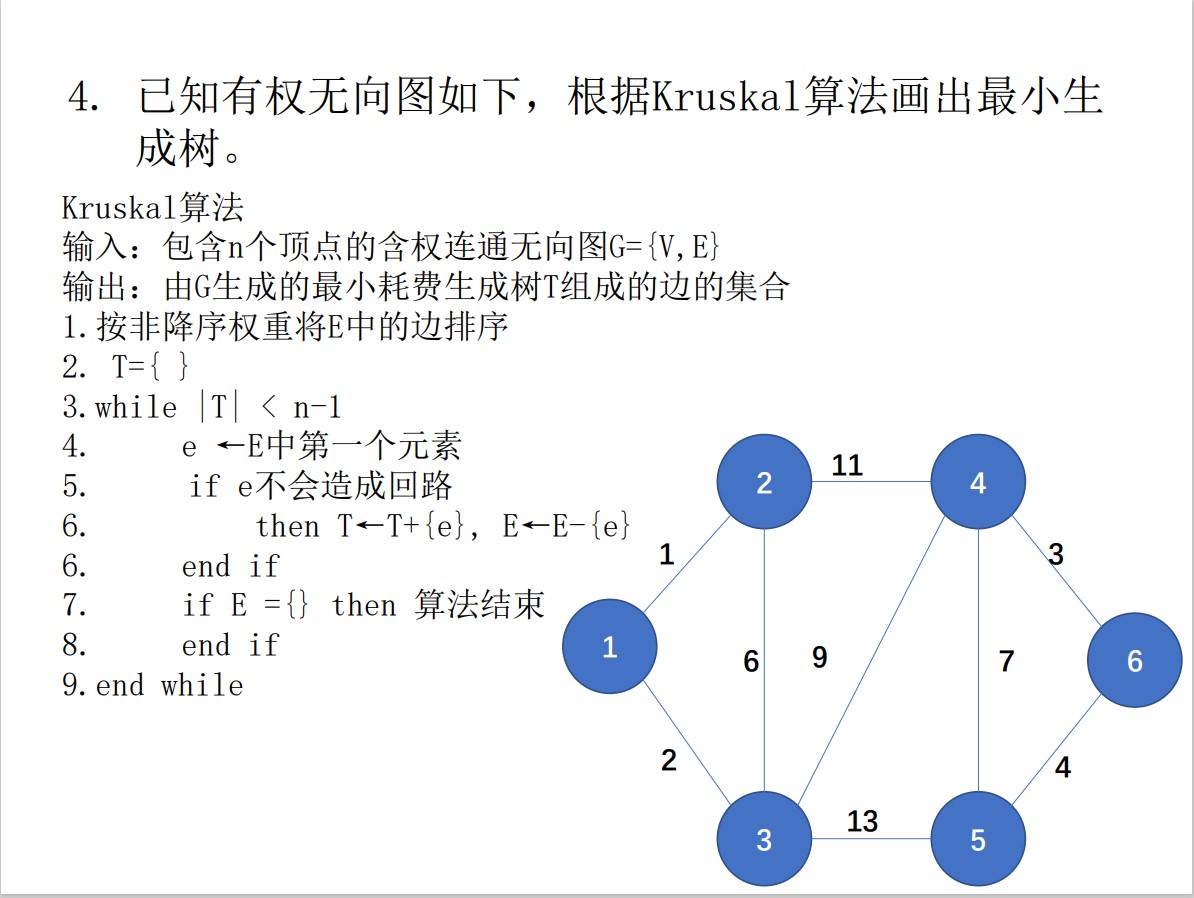 4. 已知有权无向图如下，根据Kruskal算法画出最小生
成树。
Kruskal算法
输入：包含n个顶点的含权连通无向图G={V,E}
输出：由G生成的最小耗费生成树T组成的边的集合
1.按非降序权重将E中的边排序
2. T={ }
3.while |T| < n-1
4. e ←E中第一个元素
5. if e不会造成回路
6. then T←T+{e}, E←E-{e}
6. end if
7. if E ={} then 算法结束
8. end if
9.end while
2
11
4
1
3
1
6
9
7
6
2
4
3
13
5